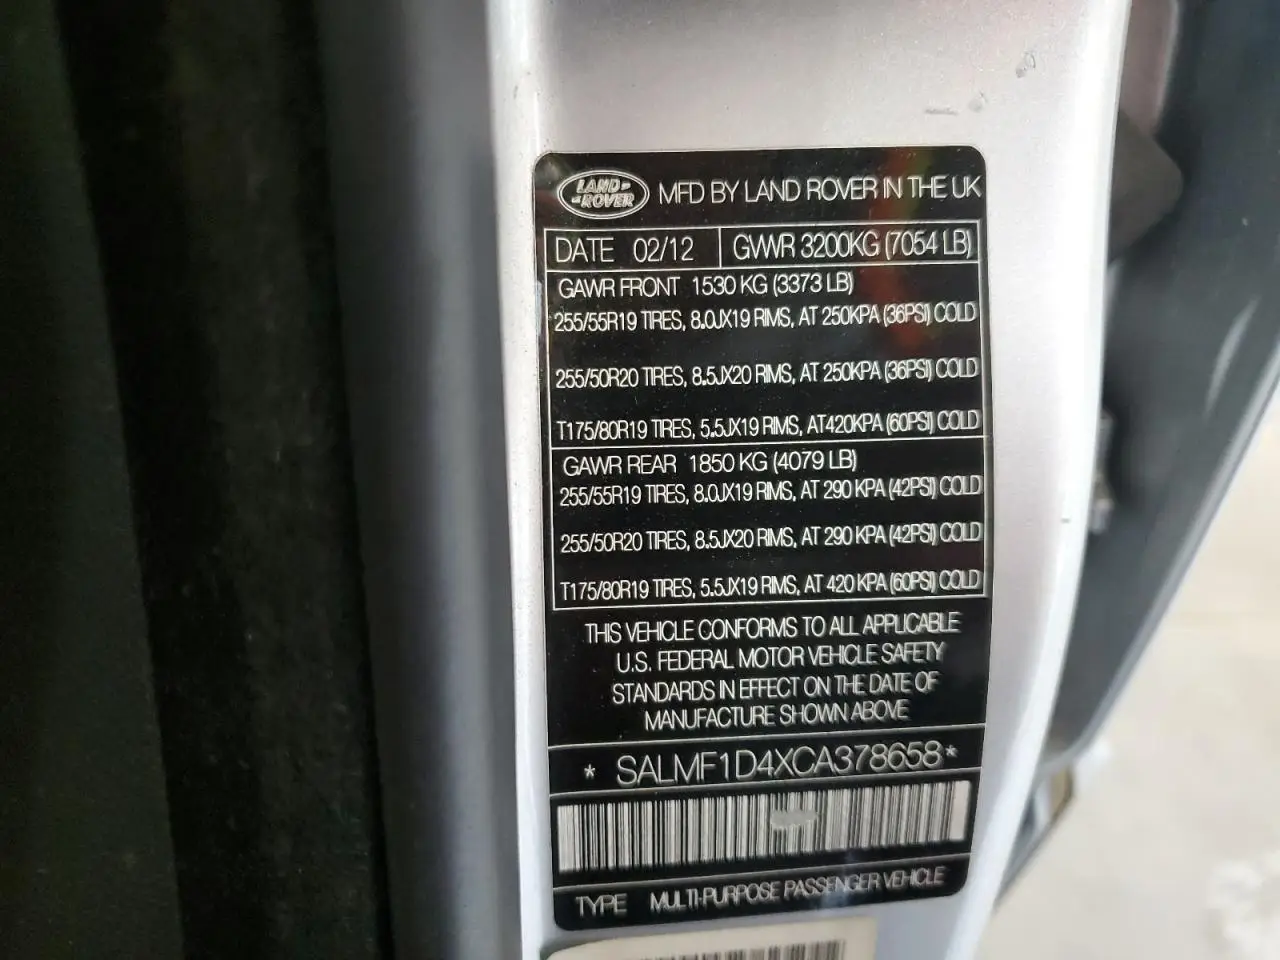 LAND-
-ROVER
MFD BY LAND ROVER IN THE UK
DATE 02/12 GVWR 3200KG (7054 LB)
GAWR FRONT 1530 KG (3373 LB)
255/55R19 TIRES, 8.0JX19 RIMS, AT 250KPA (36PSI) COLD
255/50R20 TIRES, 8.5JX20 RIMS, AT 250KPA (36PSI) COLD
T175/80R19 TIRES, 5.5JX19 RIMS, AT420KPA (60PSI) COLD
GAWR REAR 1850 KG (4079 LB)
255/55R19 TIRES, 8.0JX19 RIMS, AT 290 KPA (42PSI) COLD
255/50R20 TIRES, 8.5JX20 RIMS, AT 290 KPA (42PSI) COLD
T175/80R19 TIRES, 5.5JX19 RIMS, AT 420 KPA (60PSI) COLD
THIS VEHICLE CONFORMS TO ALL APPLICABLE
U.S. FEDERAL MOTOR VEHICLE SAFETY
STANDARDS IN EFFECT ON THE DATE OF
MANUFACTURE SHOWN ABOVE
* SALMF1D4XCA378658 *
TYPE MULTI-PURPOSE PASSENGER VEHICLE